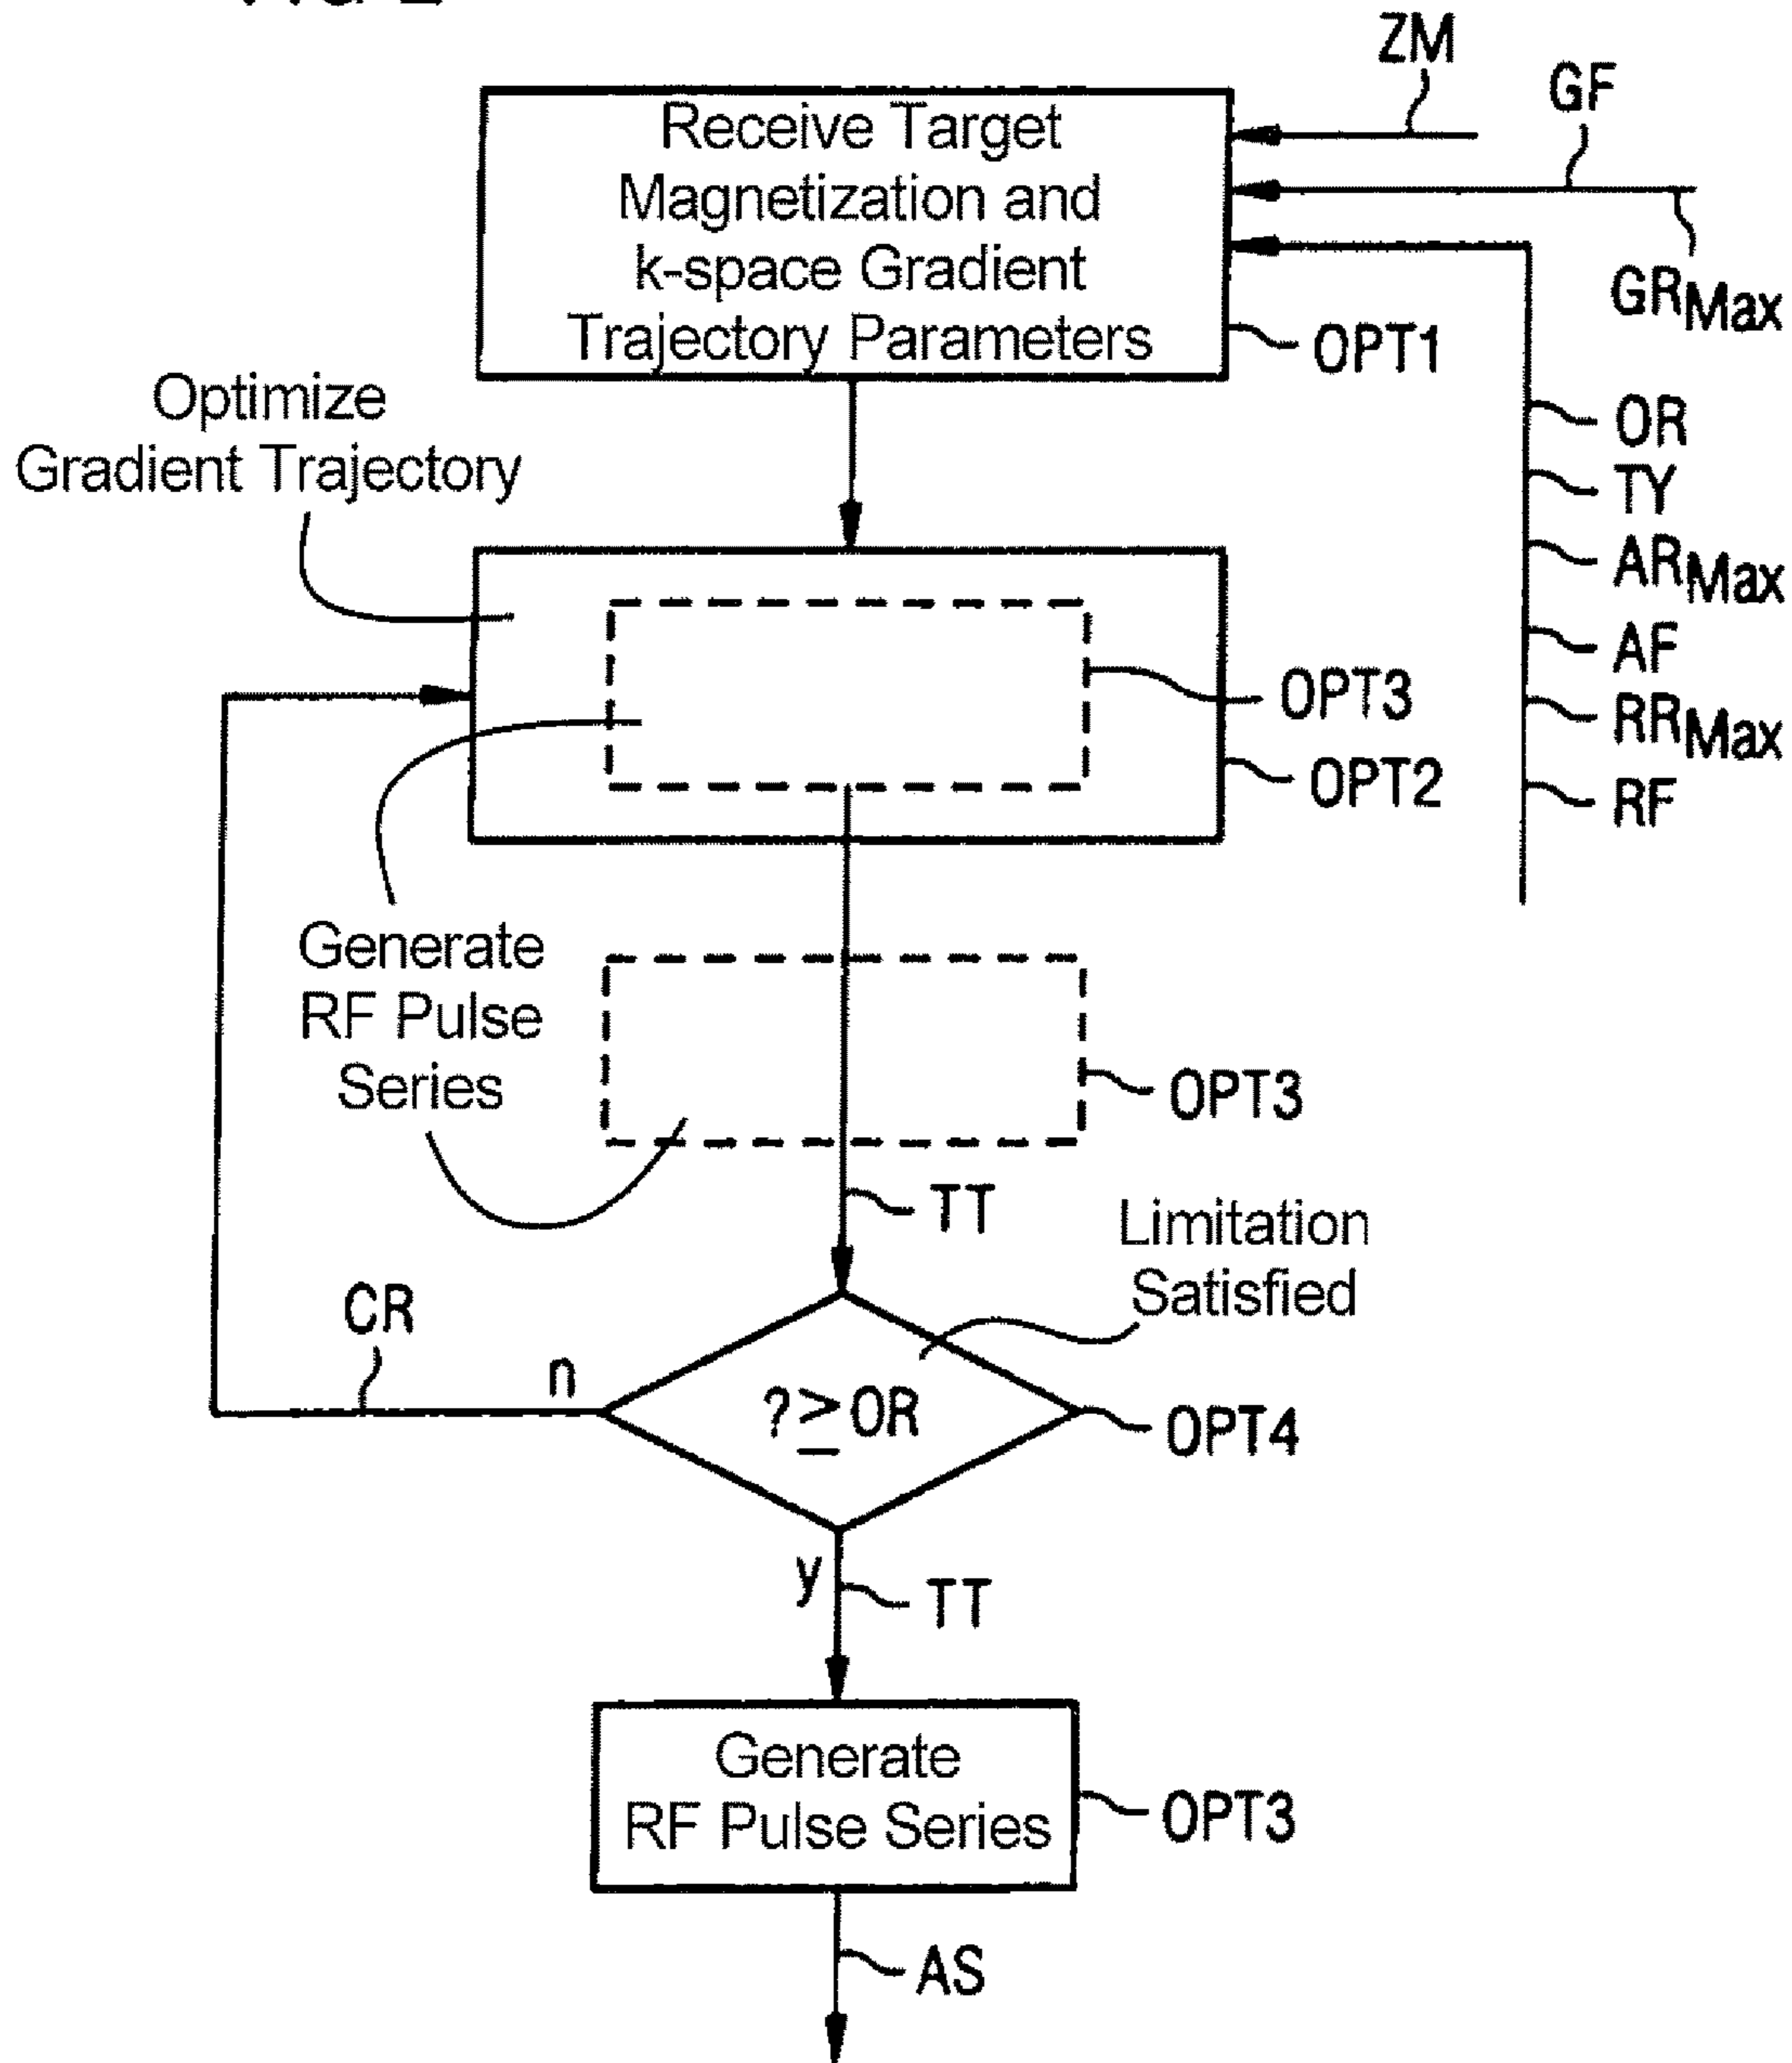 ZM
GF
GRMax
Receive Target
Magnetization and
k-space Gradient
Trajectory Parameters
OPT1
OR
TY
ARMax
AF
RRMax
RF
Optimize
Gradient Trajectory
OPT3
OPT2
Generate
RF Pulse
Series
OPT3
TT
Limitation
Satisfied
CR
n
?≥OR
OPT4
y
TT
Generate
RF Pulse Series
OPT3
AS